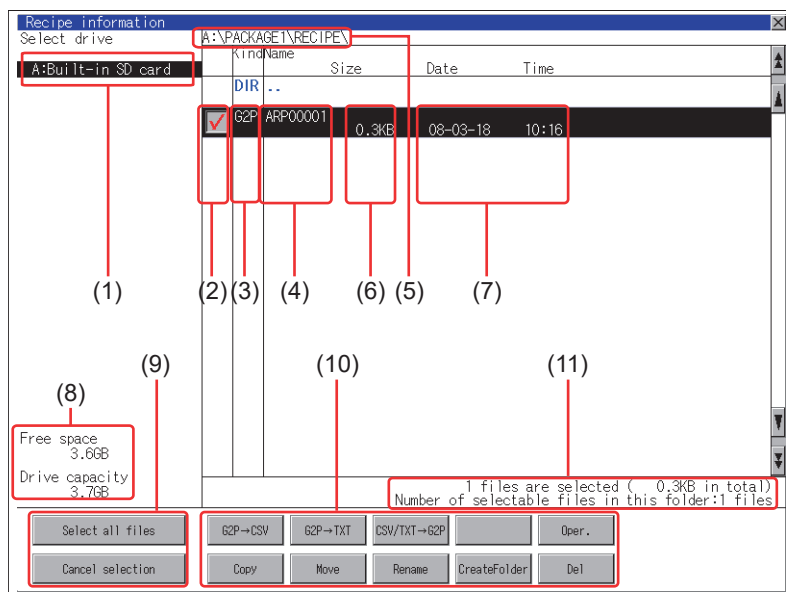 Recipe information
Select drive
A:\PACKAGE1\RECIPE\
Kind Name
Size Date Time
A:Built-in SD card
DIR ..
G2P ARP00001
0.3KB 08-03-18 10:16
(1) (2) (3) (4) (6) (5) (7)
(9) (10) (11)
(8)
Free space
3.6GB
Drive capacity
3.7GB
1 files are selected ( 0.3KB in total)
Number of selectable files in this folder:1 files
Select all files G2P→CSV G2P→TXT CSV/TXT→G2P Oper.
Cancel selection Copy Move Rename CreateFolder Del